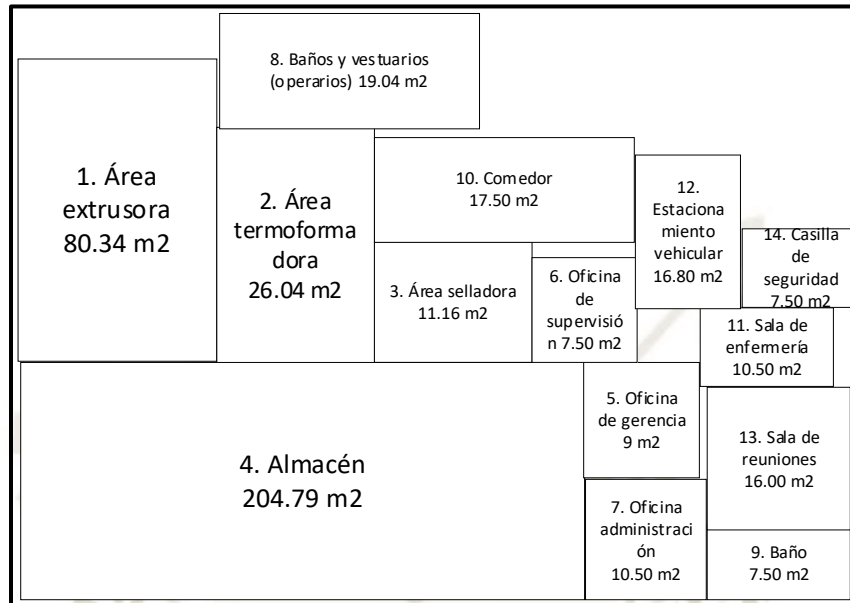 8. Baños y vestuarios
(operarios) 19.04 m2
1. Área
extrusora
80.34 m2
2. Área
termoforma
dora
26.04 m2
10. Comedor
17.50 m2
12.
Estaciona
miento
vehicular
16.80 m2
14. Casilla
de
seguridad
7.50 m2
3. Área selladora
11.16 m2
6. Oficina
de
supervisió
n 7.50 m2
11. Sala de
enfermería
10.50 m2
5. Oficina
de gerencia
9 m2
4. Almacén
204.79 m2
13. Sala de
reuniones
16.00 m2
7. Oficina
administraci
ón
10.50 m2
9. Baño
7.50 m2